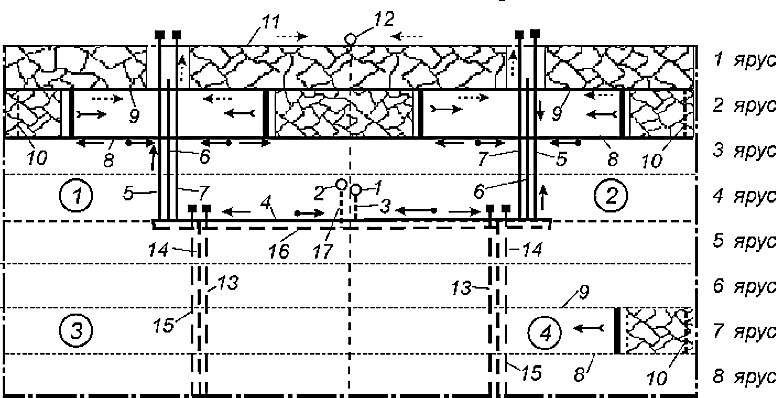 11 12
1 ярус
9 9 2 ярус
10 8 6 7 5 8 10 3 ярус
1 5 7 2 1 6 2 4 ярус
4 3
14 16 17 14 5 ярус
13 13 6 ярус
15 9
3 4 7 ярус
15 8 10 8 ярус